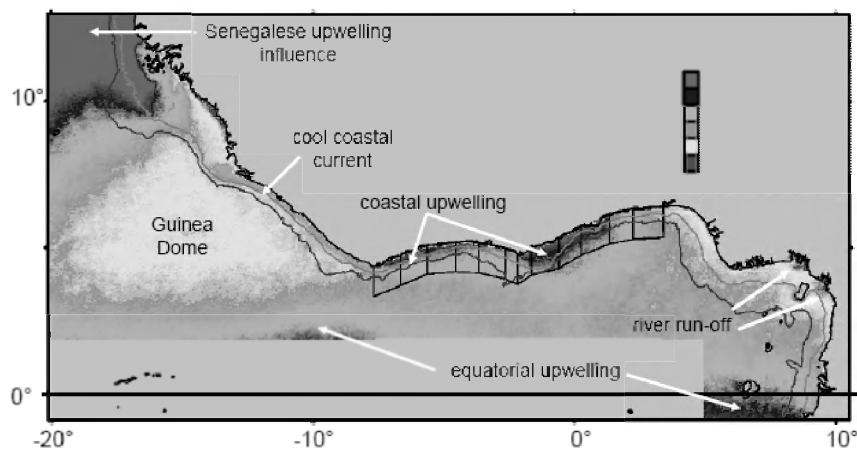 Senegalese upwelling
influence
10°
cool coastal
current
coastal upwelling
Guinea
Dome
river run-off
equatorial upwelling
0°
-20°
-10°
0°
10°